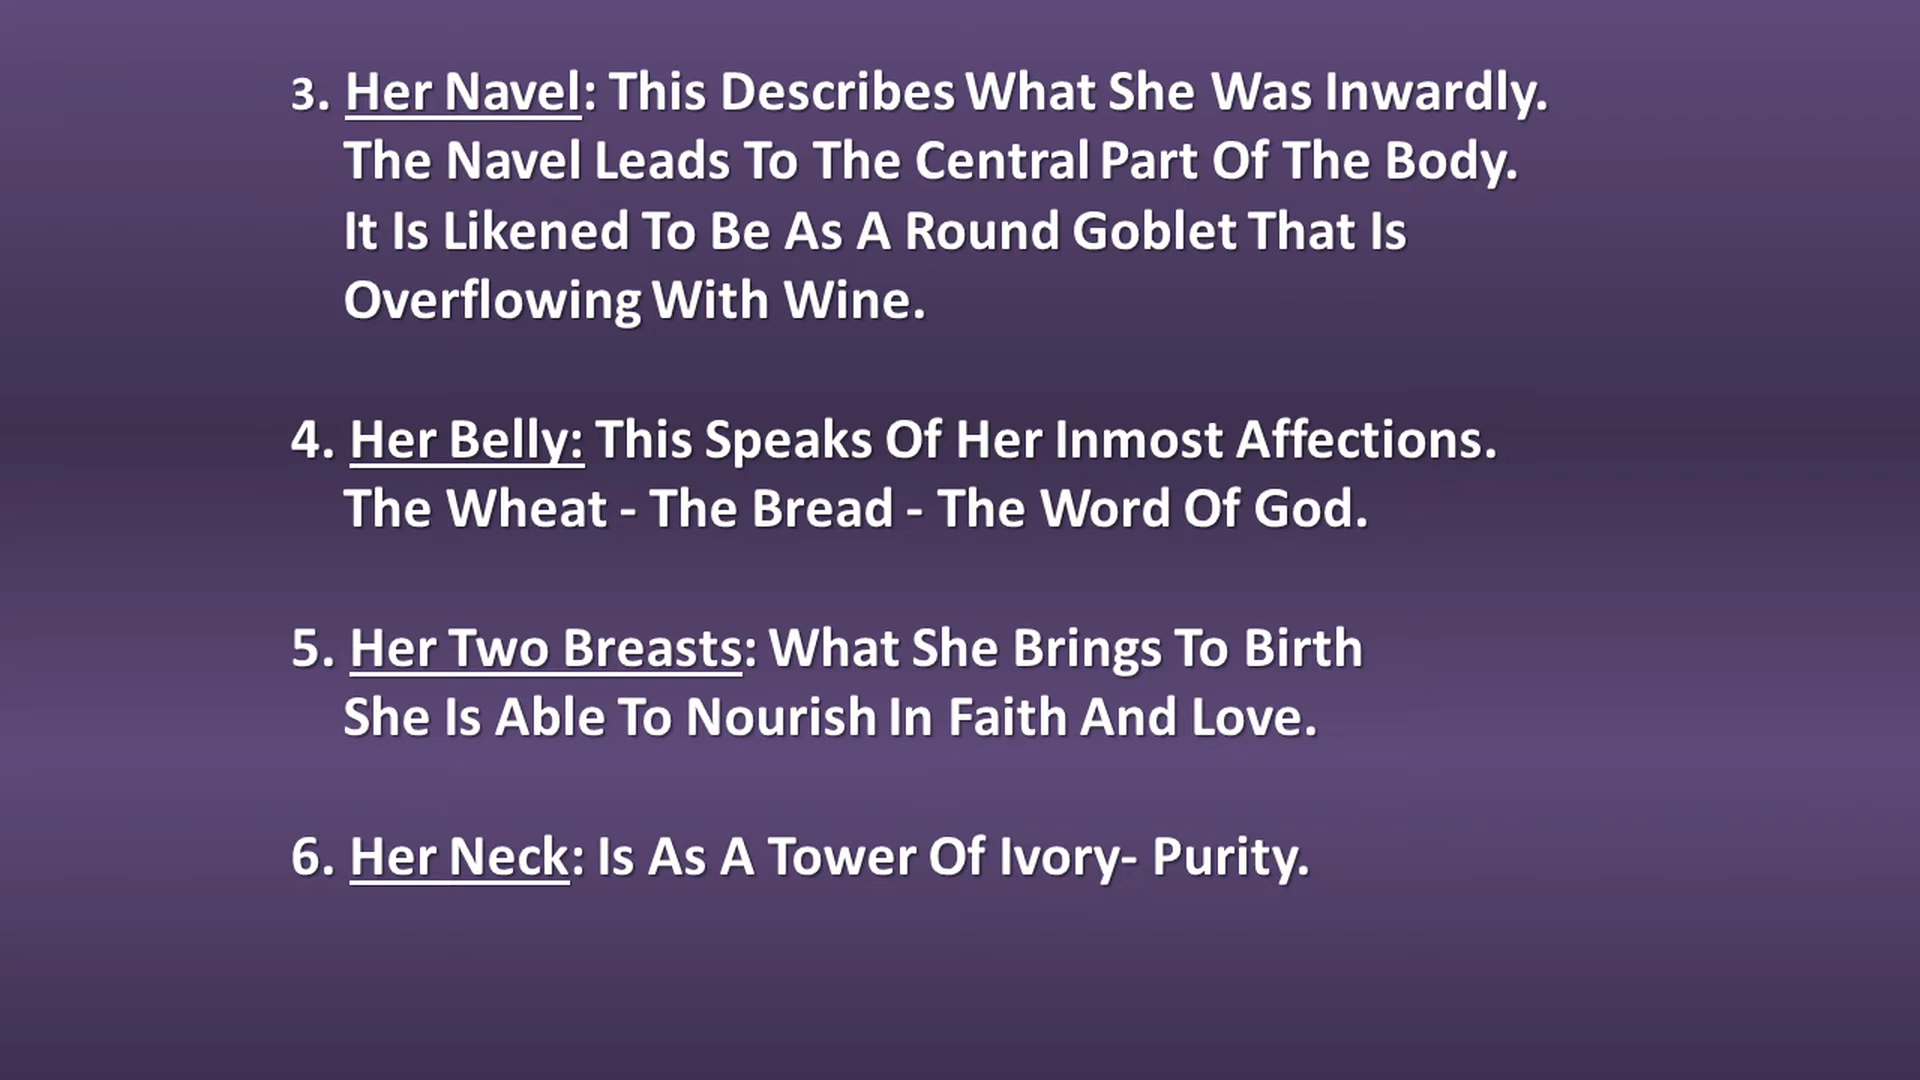 3. Her Navel: This Describes What She Was Inwardly.
The Navel Leads To The Central Part Of The Body.
It Is Likened To Be As A Round Goblet That Is
Overflowing With Wine.
4. Her Belly: This Speaks Of Her Inmost Affections.
The Wheat - The Bread - The Word Of God.
5. Her Two Breasts: What She Brings To Birth
She Is Able To Nourish In Faith And Love.
6. Her Neck: Is As A Tower Of Ivory- Purity.